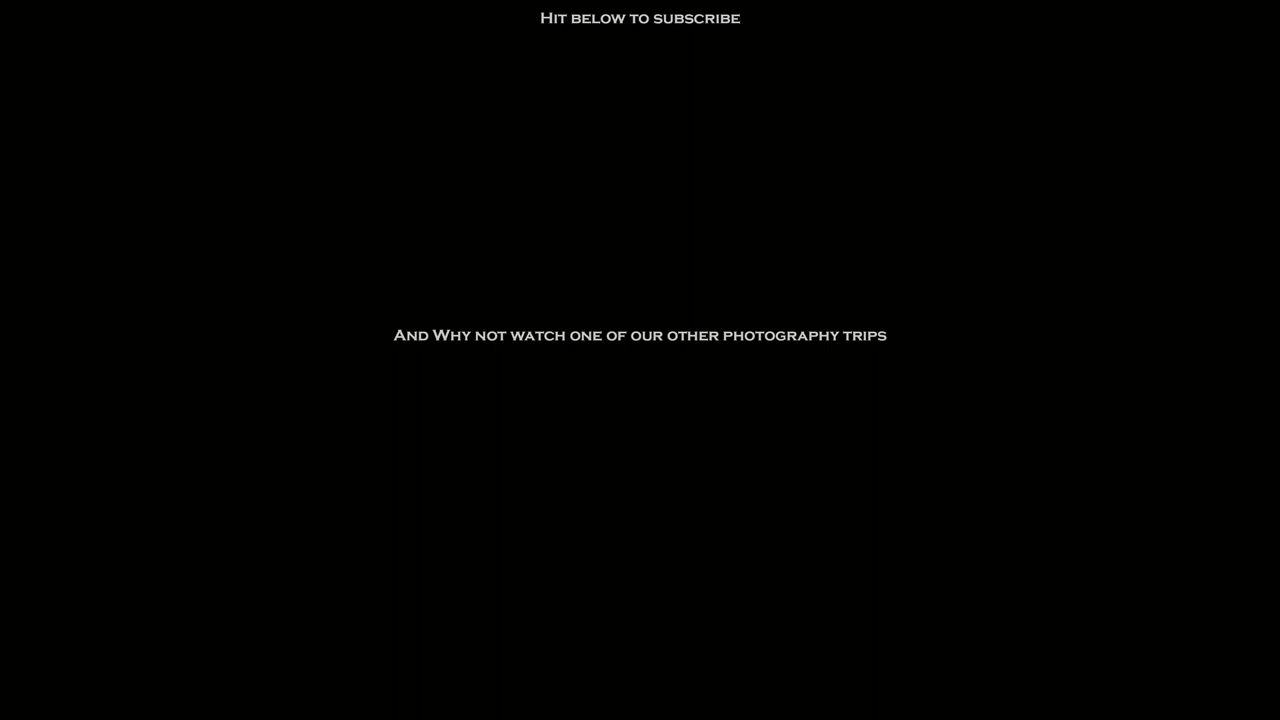 Hit below to subscribe
And Why not watch one of our other photography trips